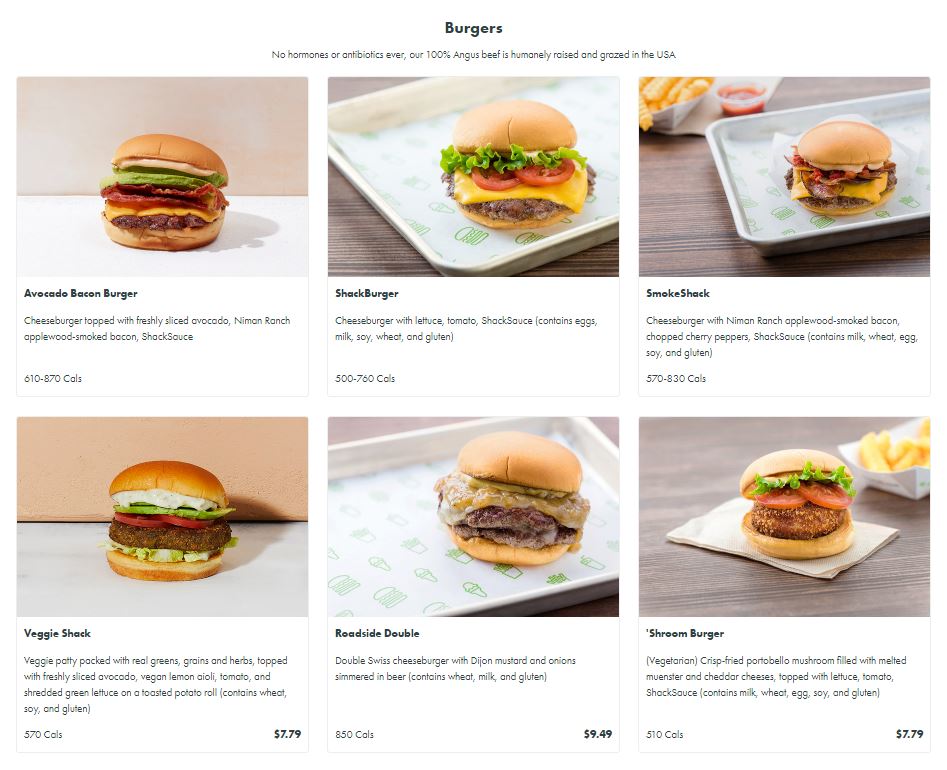 Burgers
No hormones or antibiotics ever, our 100% Angus beef is humanely raised and grazed in the USA
Avocado Bacon Burger
Cheeseburger topped with freshly sliced avocado, Niman Ranch
applewood-smoked bacon, ShackSauce
610-870 Cals
ShackBurger
Cheeseburger with lettuce, tomato, ShackSauce (contains eggs,
milk, soy, wheat, and gluten)
500-760 Cals
SmokeShack
Cheeseburger with Niman Ranch applewood-smoked bacon,
chopped cherry peppers, ShackSauce (contains milk, wheat, egg,
soy, and gluten)
570-830 Cals
Veggie Shack
Veggie patty packed with real greens, grains and herbs, topped
with freshly sliced avocado, vegan lemon aioli, tomato, and
shredded green lettuce on a toasted potato roll (contains wheat,
soy, and gluten)
570 Cals $7.79
Roadside Double
Double Swiss cheeseburger with Dijon mustard and onions
simmered in beer (contains wheat, milk, and gluten)
850 Cals $9.49
'Shroom Burger
(Vegetarian) Crisp-fried portobello mushroom filled with melted
muenster and cheddar cheeses, topped with lettuce, tomato,
ShackSauce (contains milk, wheat, egg, soy, and gluten)
510 Cals $7.79